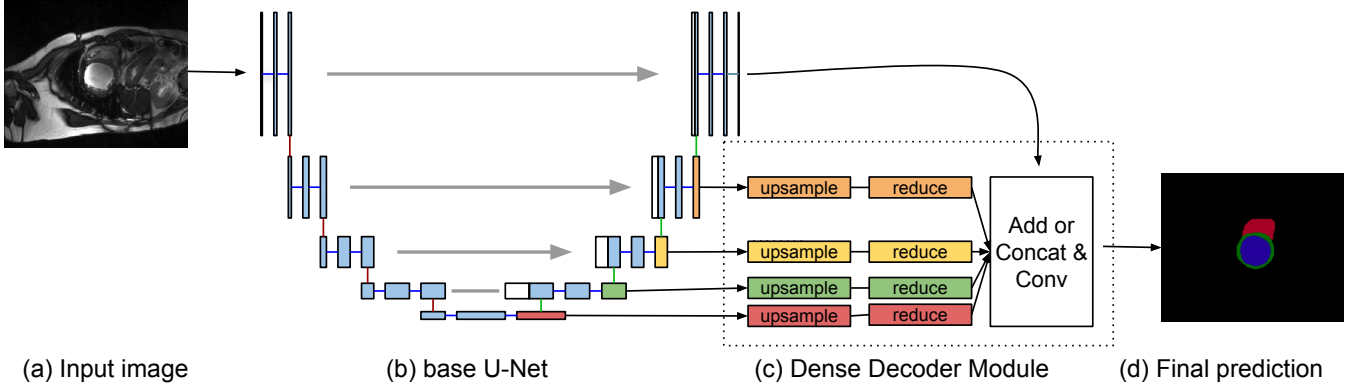 upsample reduce
Add or
Concat &
Conv
upsample reduce
upsample reduce
upsample reduce
(a) Input image (b) base U-Net (c) Dense Decoder Module (d) Final prediction